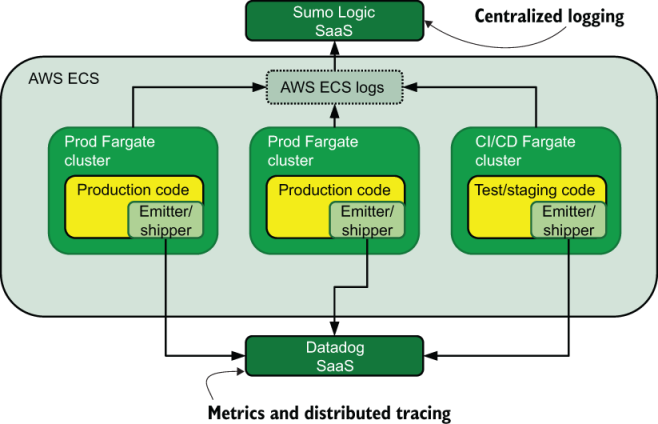 Sumo Logic
SaaS
Centralized logging
AWS ECS
AWS ECS logs
Prod Fargate
cluster
Production code
Emitter/
shipper
Prod Fargate
cluster
Production code
Emitter/
shipper
CI/CD Fargate
cluster
Test/staging code
Emitter/
shipper
Datadog
SaaS
Metrics and distributed tracing